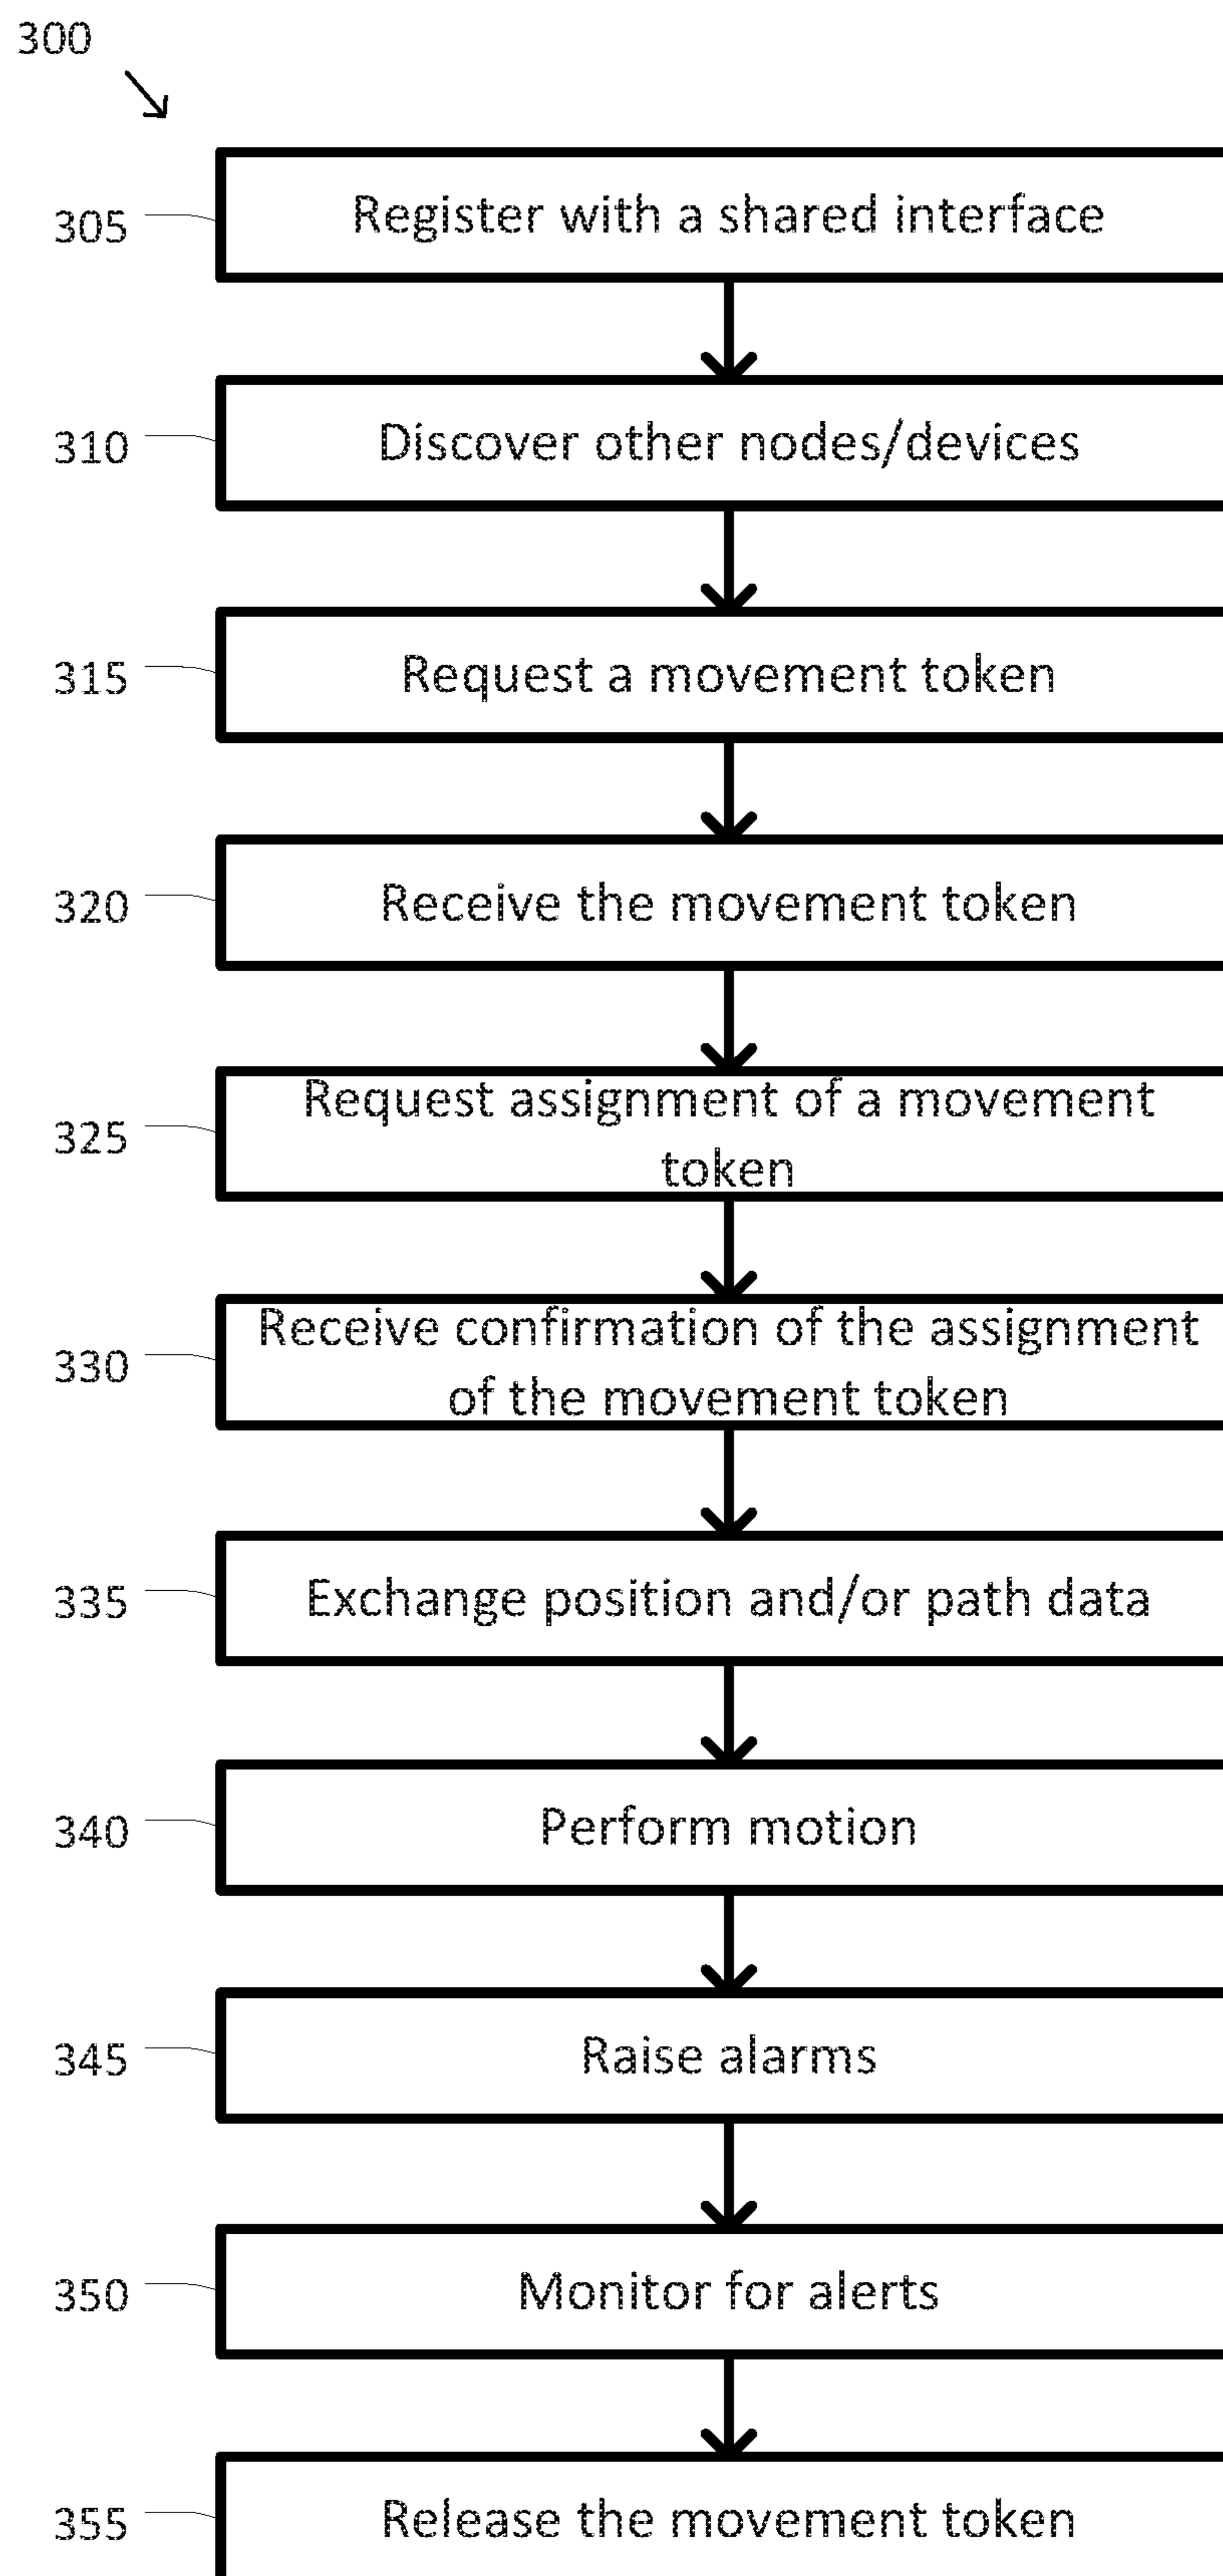 300
305
Register with a shared interface
310
Discover other nodes/devices
315
Request a movement token
320
Receive the movement token
325
Request assignment of a movement
token
330
Receive confirmation of the assignment
of the movement token
335
Exchange position and/or path data
340
Perform motion
345
Raise alarms
350
Monitor for alerts
355
Release the movement token